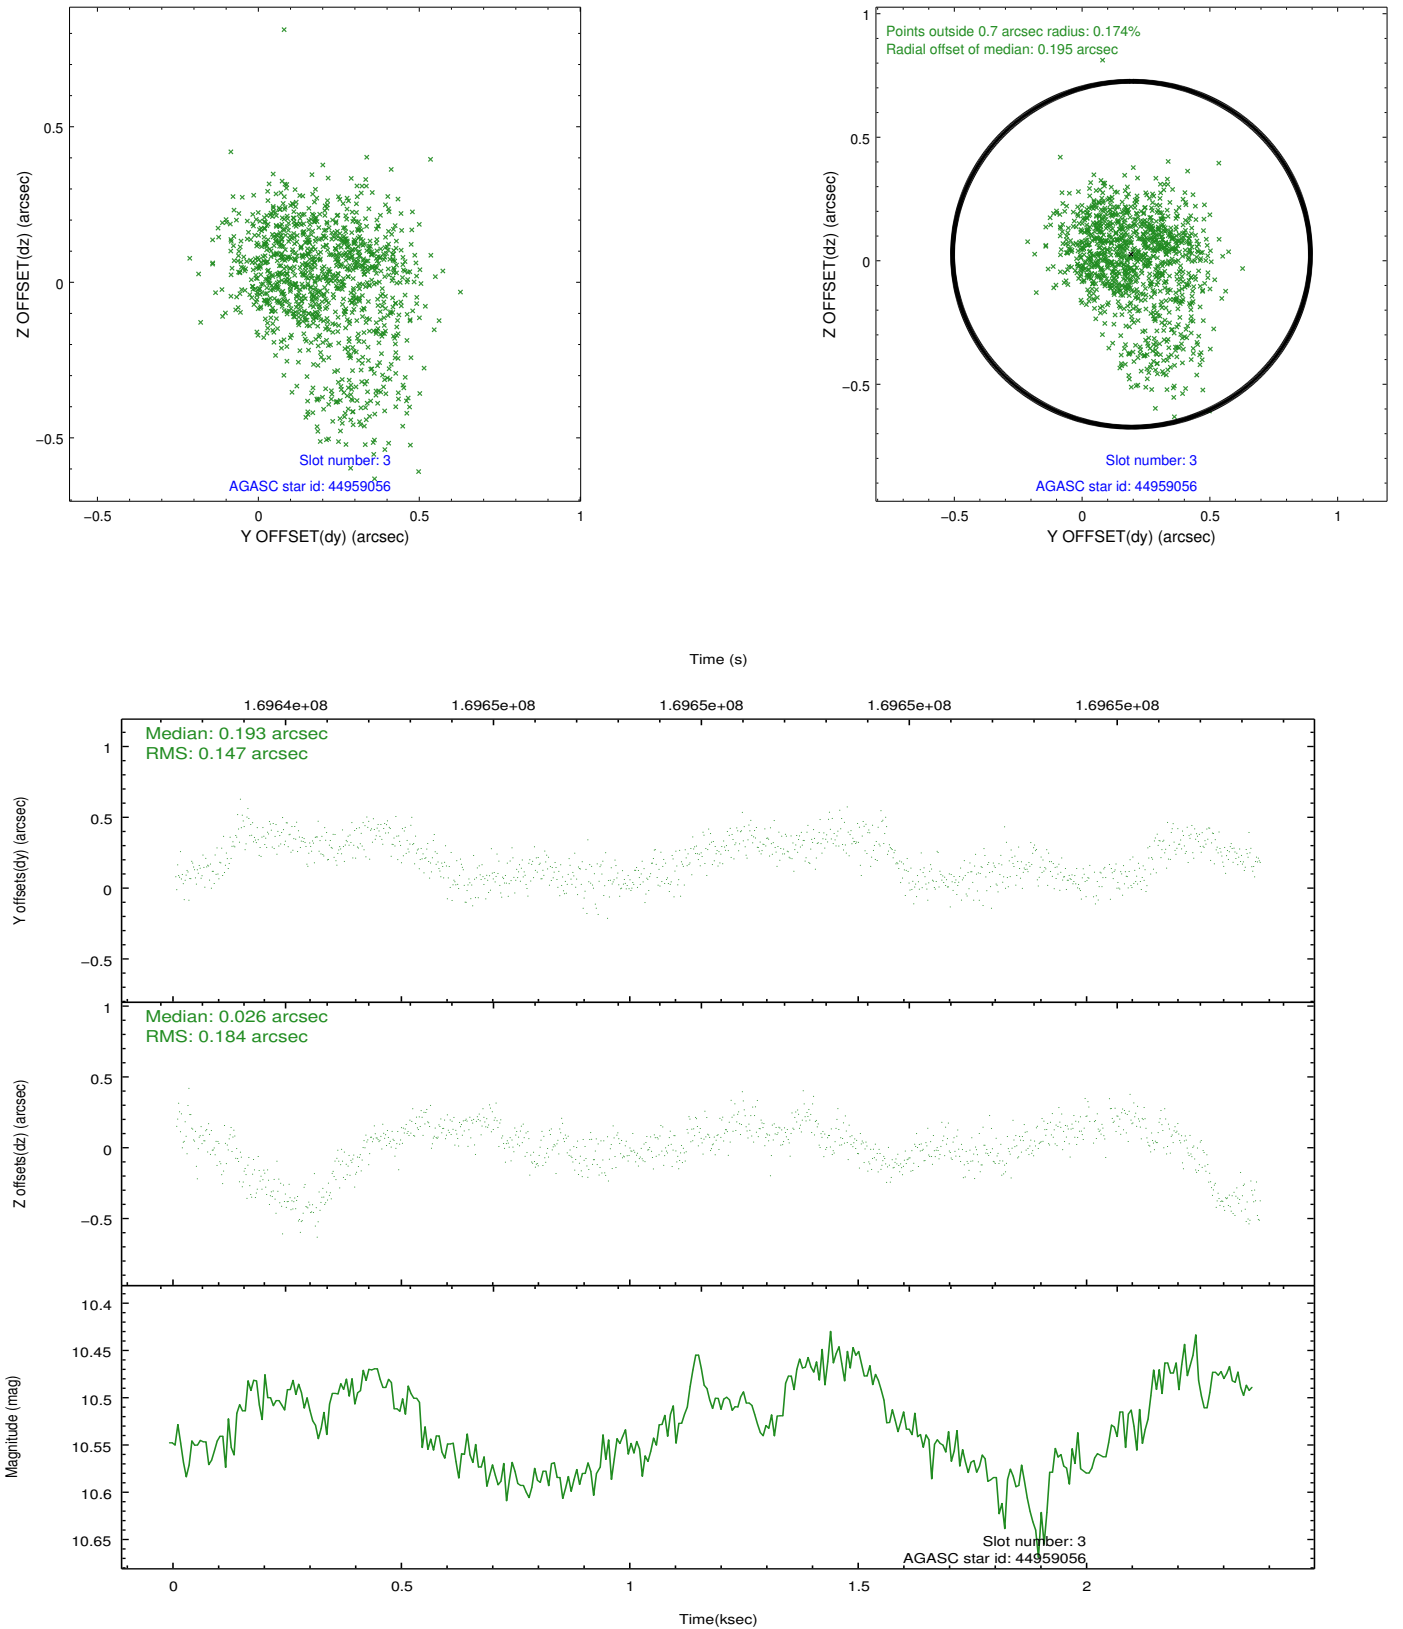 0.5
0
−0.5
−0.5
0
0.5
1
Z OFFSET(dz) (arcsec)
Y OFFSET(dy) (arcsec)
Slot number: 3
AGASC star id: 44959056
Points outside 0.7 arcsec radius: 0.174%
Radial offset of median: 0.195 arcsec
1
0.5
0
−0.5
−0.5
0
0.5
1
Z OFFSET(dz) (arcsec)
Y OFFSET(dy) (arcsec)
Slot number: 3
AGASC star id: 44959056
Time (s)
1.6964e+08
1.6965e+08
1.6965e+08
1.6965e+08
1.6965e+08
Median: 0.193 arcsec
RMS: 0.147 arcsec
1
0.5
0
−0.5
Y offsets(dy) (arcsec)
Median: 0.026 arcsec
RMS: 0.184 arcsec
1
0.5
0
−0.5
Z offsets(dz) (arcsec)
10.4
10.45
10.5
10.55
10.6
10.65
Magnitude (mag)
Slot number: 3
AGASC star id: 44959056
0
0.5
1
1.5
2
Time(ksec)